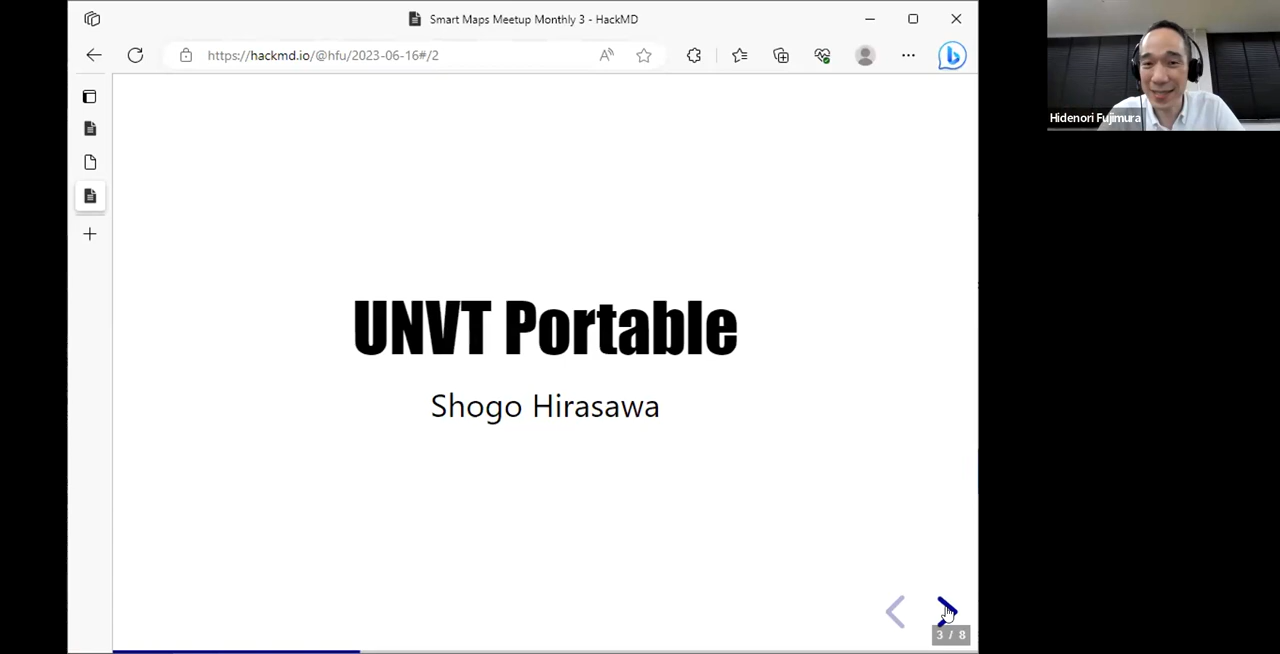 Smart Maps Meetup Monthly 3 - HackMD
https://hackmd.io/@hfu/2023-06-16#/2
Hidenori Fujimura
UNVT Portable
Shogo Hirasawa
3 / 8